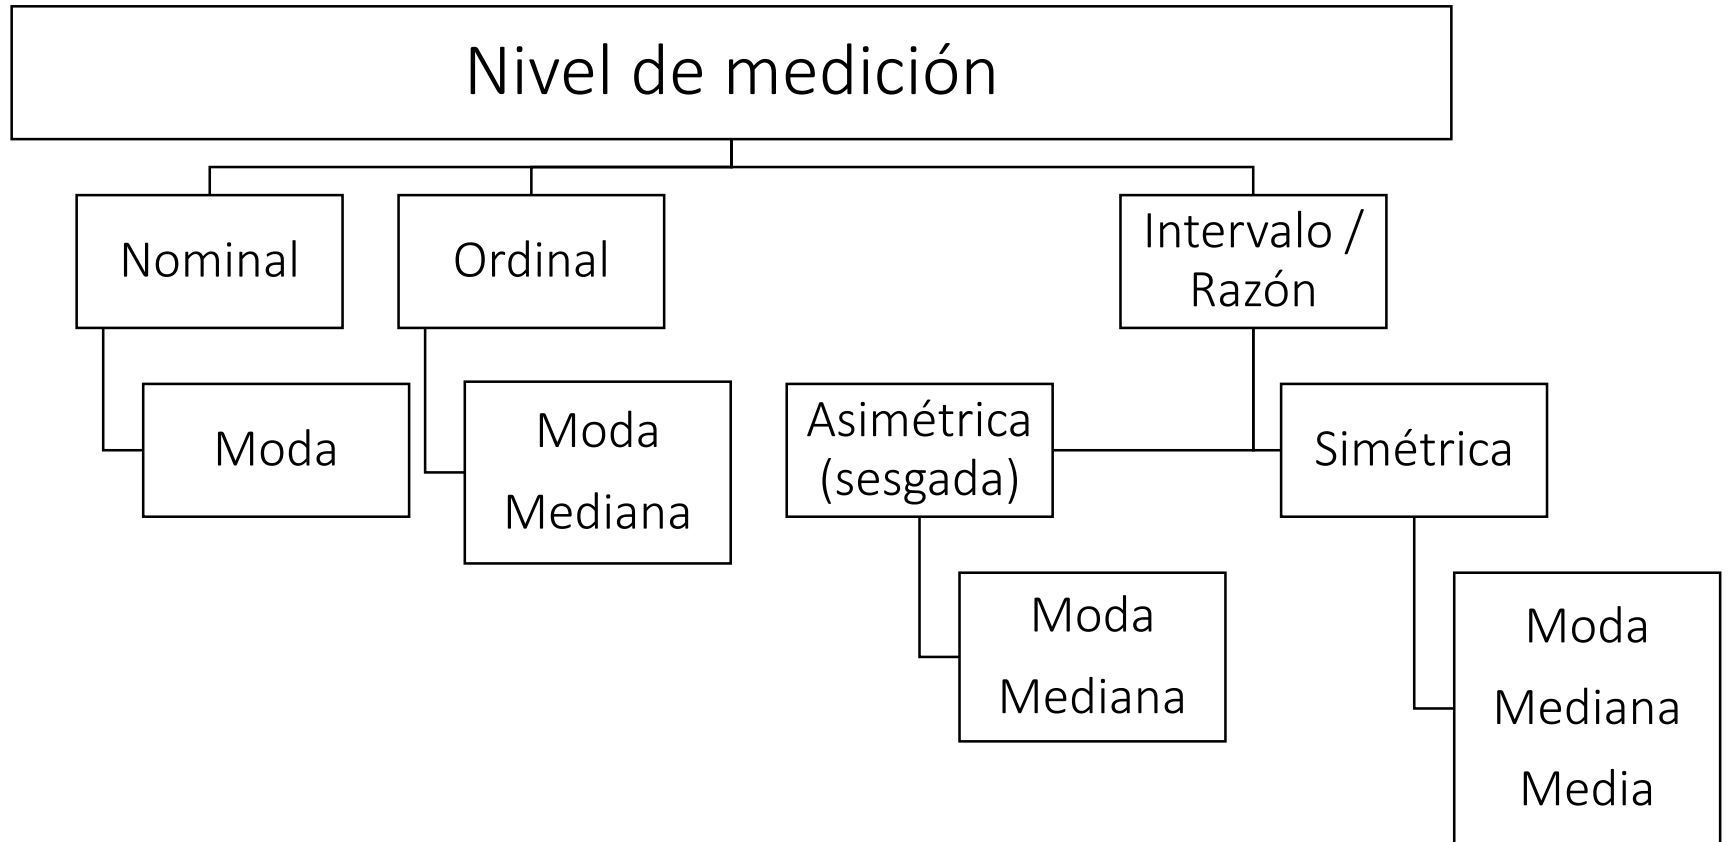 Nivel de medición
Nominal
Ordinal
Intervalo /
Razón
Moda
Moda
Mediana
Asimétrica
(sesgada)
Simétrica
Moda
Mediana
Moda
Mediana
Media